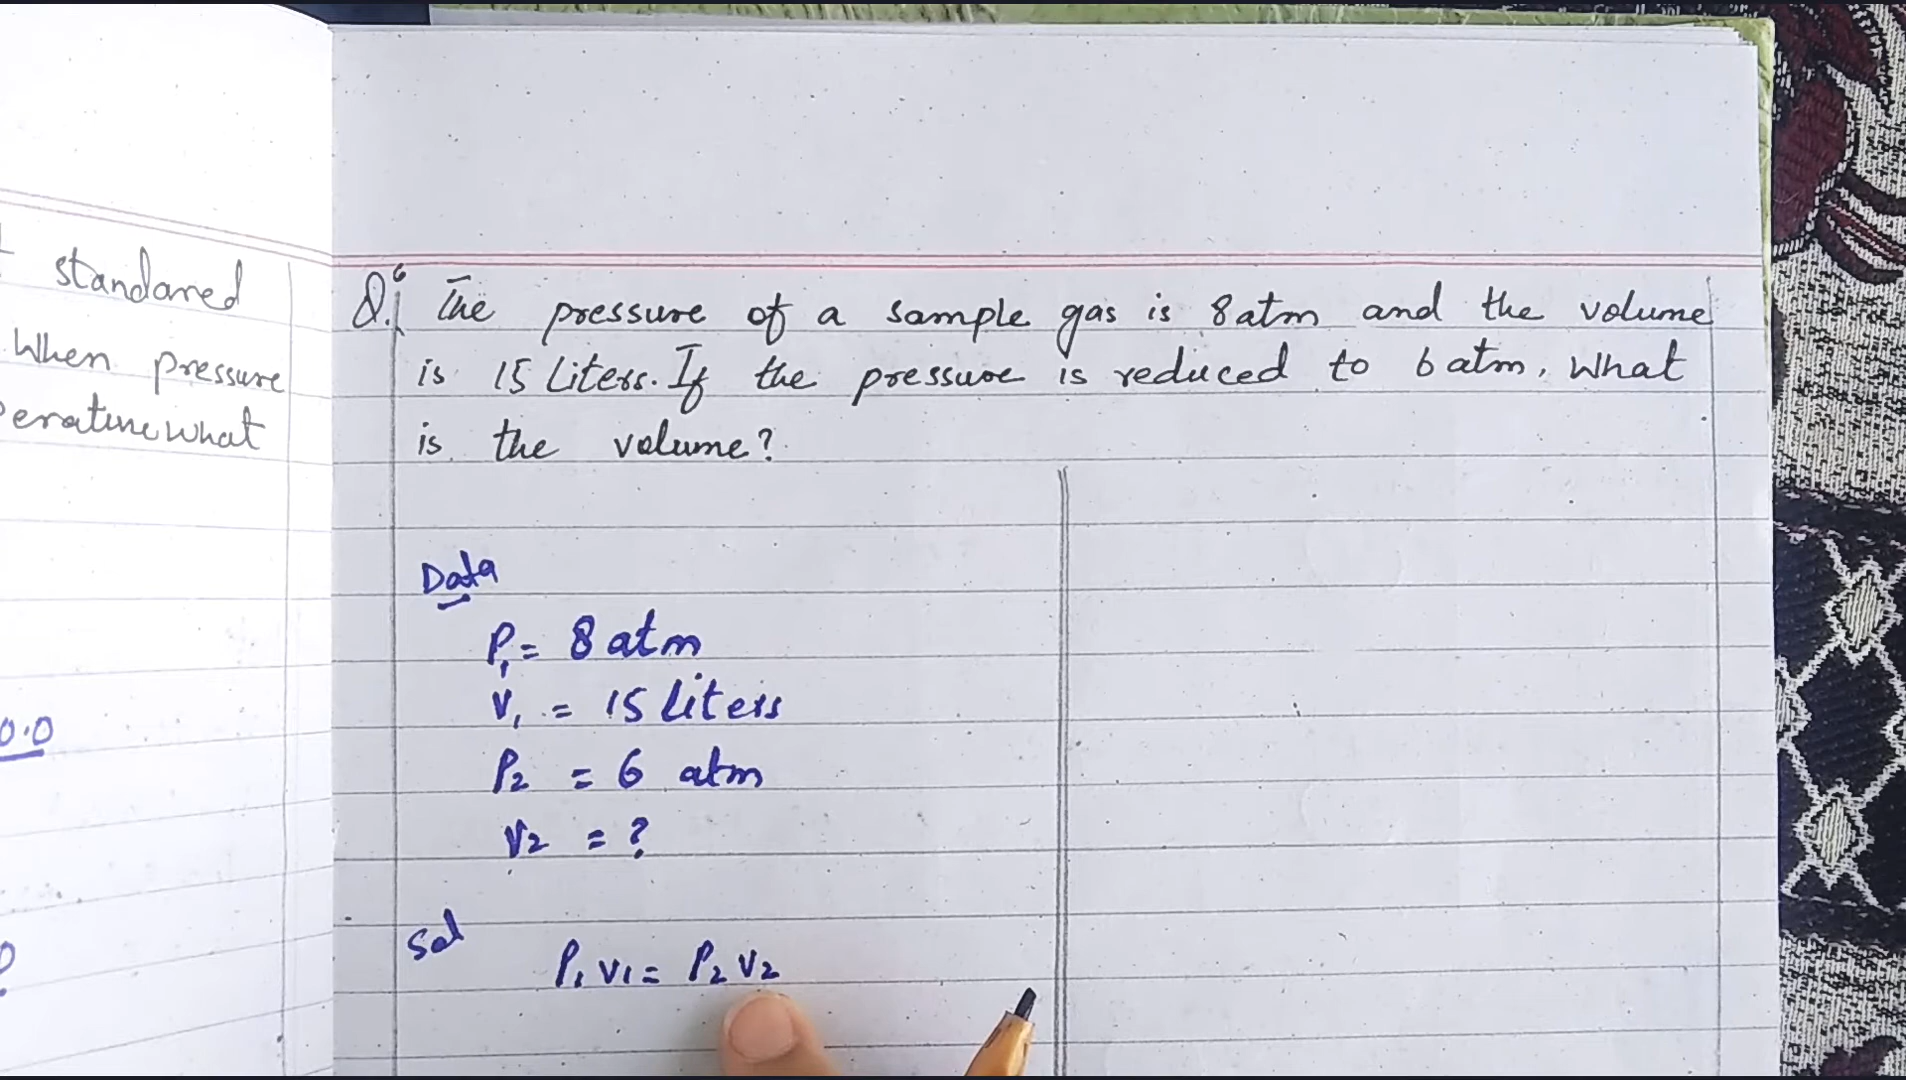 standared
When pressure
what
0.0
?
Q.6 The pressure of a sample gas is 8 atm and the volume
is 15 liters. If the pressure is reduced to 6 atm, What
is the volume?
Data
P1 = 8 atm
V1 = 15 liters
P2 = 6 atm
V2 = ?
Sol
P1 V1 = P2 V2